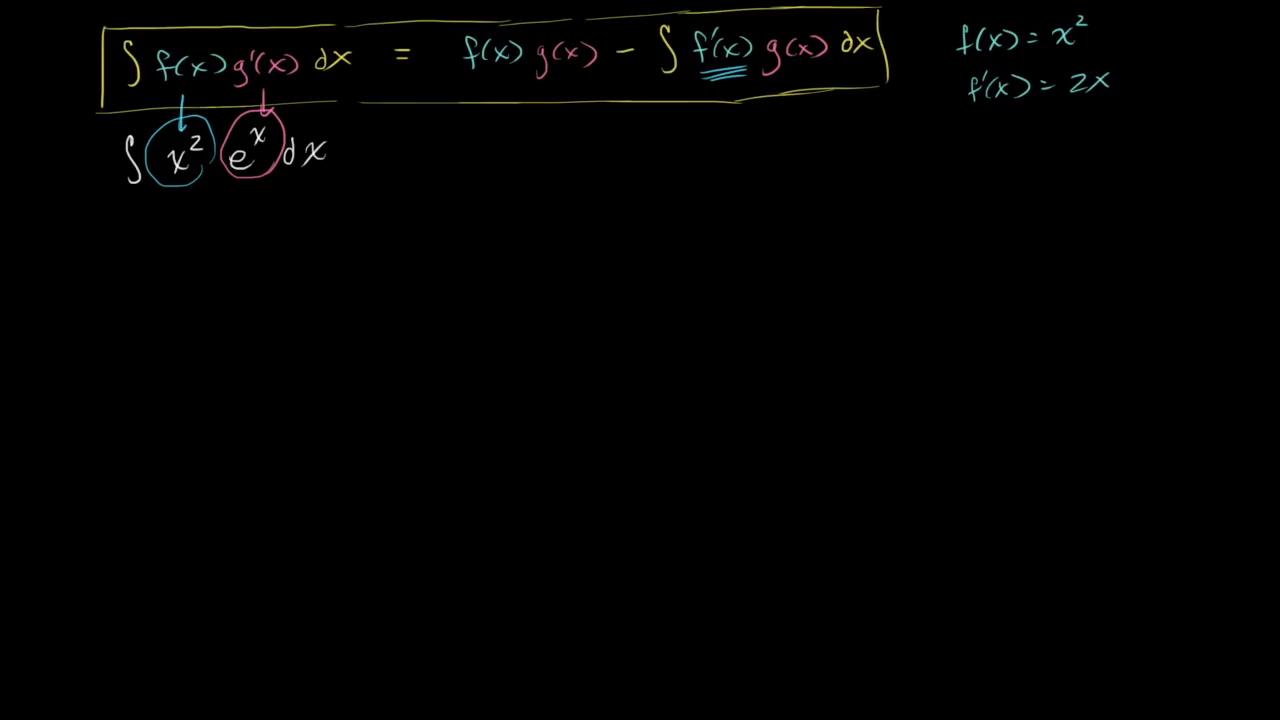 ∫ f(x) g'(x) dx = f(x) g(x) − ∫ f'(x) g(x) dx
f(x) = x²
f'(x) = 2x
∫ x² eˣ dx